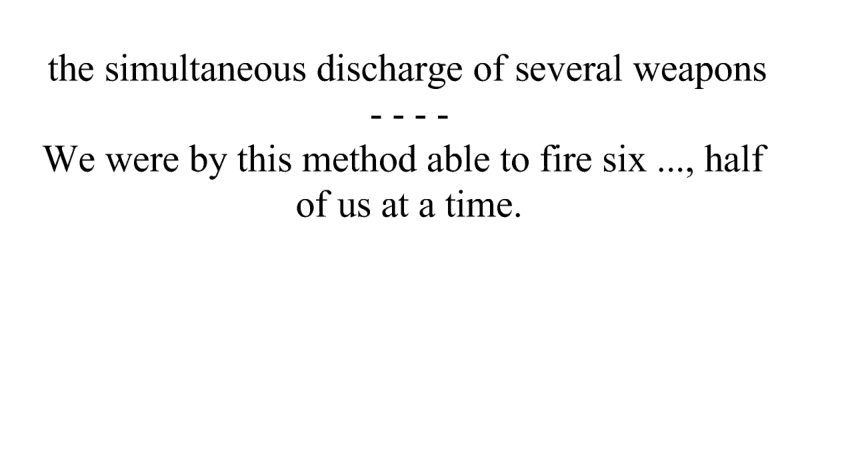 the simultaneous discharge of several weapons
- - - -
We were by this method able to fire six ..., half
of us at a time.